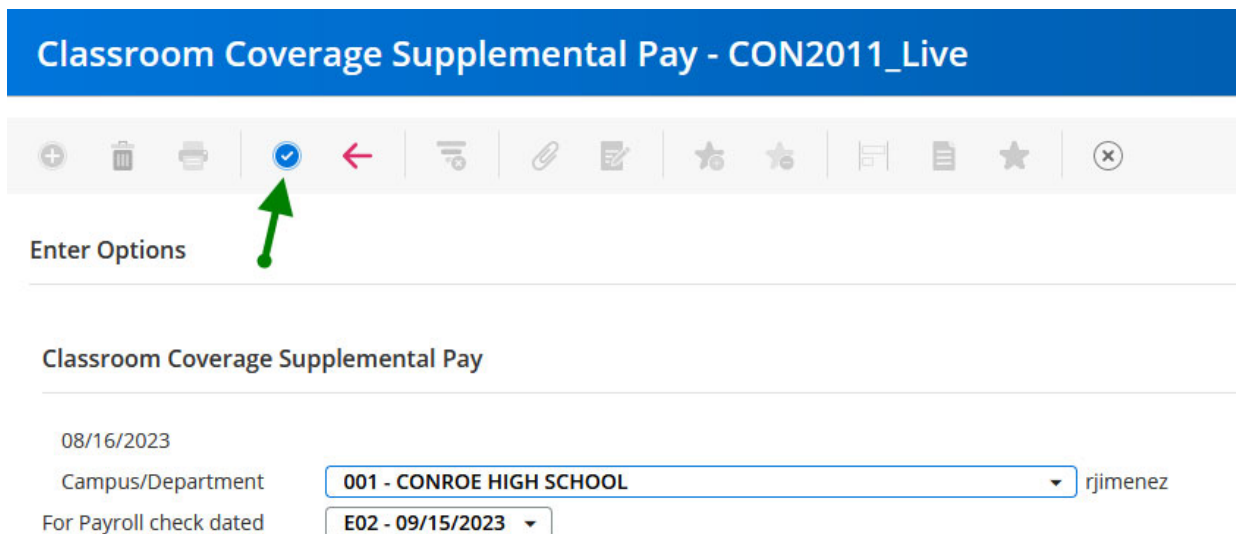 Classroom Coverage Supplemental Pay - CON2011_Live
Enter Options
Classroom Coverage Supplemental Pay
08/16/2023
Campus/Department 001 - CONROE HIGH SCHOOL rjimenez
For Payroll check dated E02 - 09/15/2023